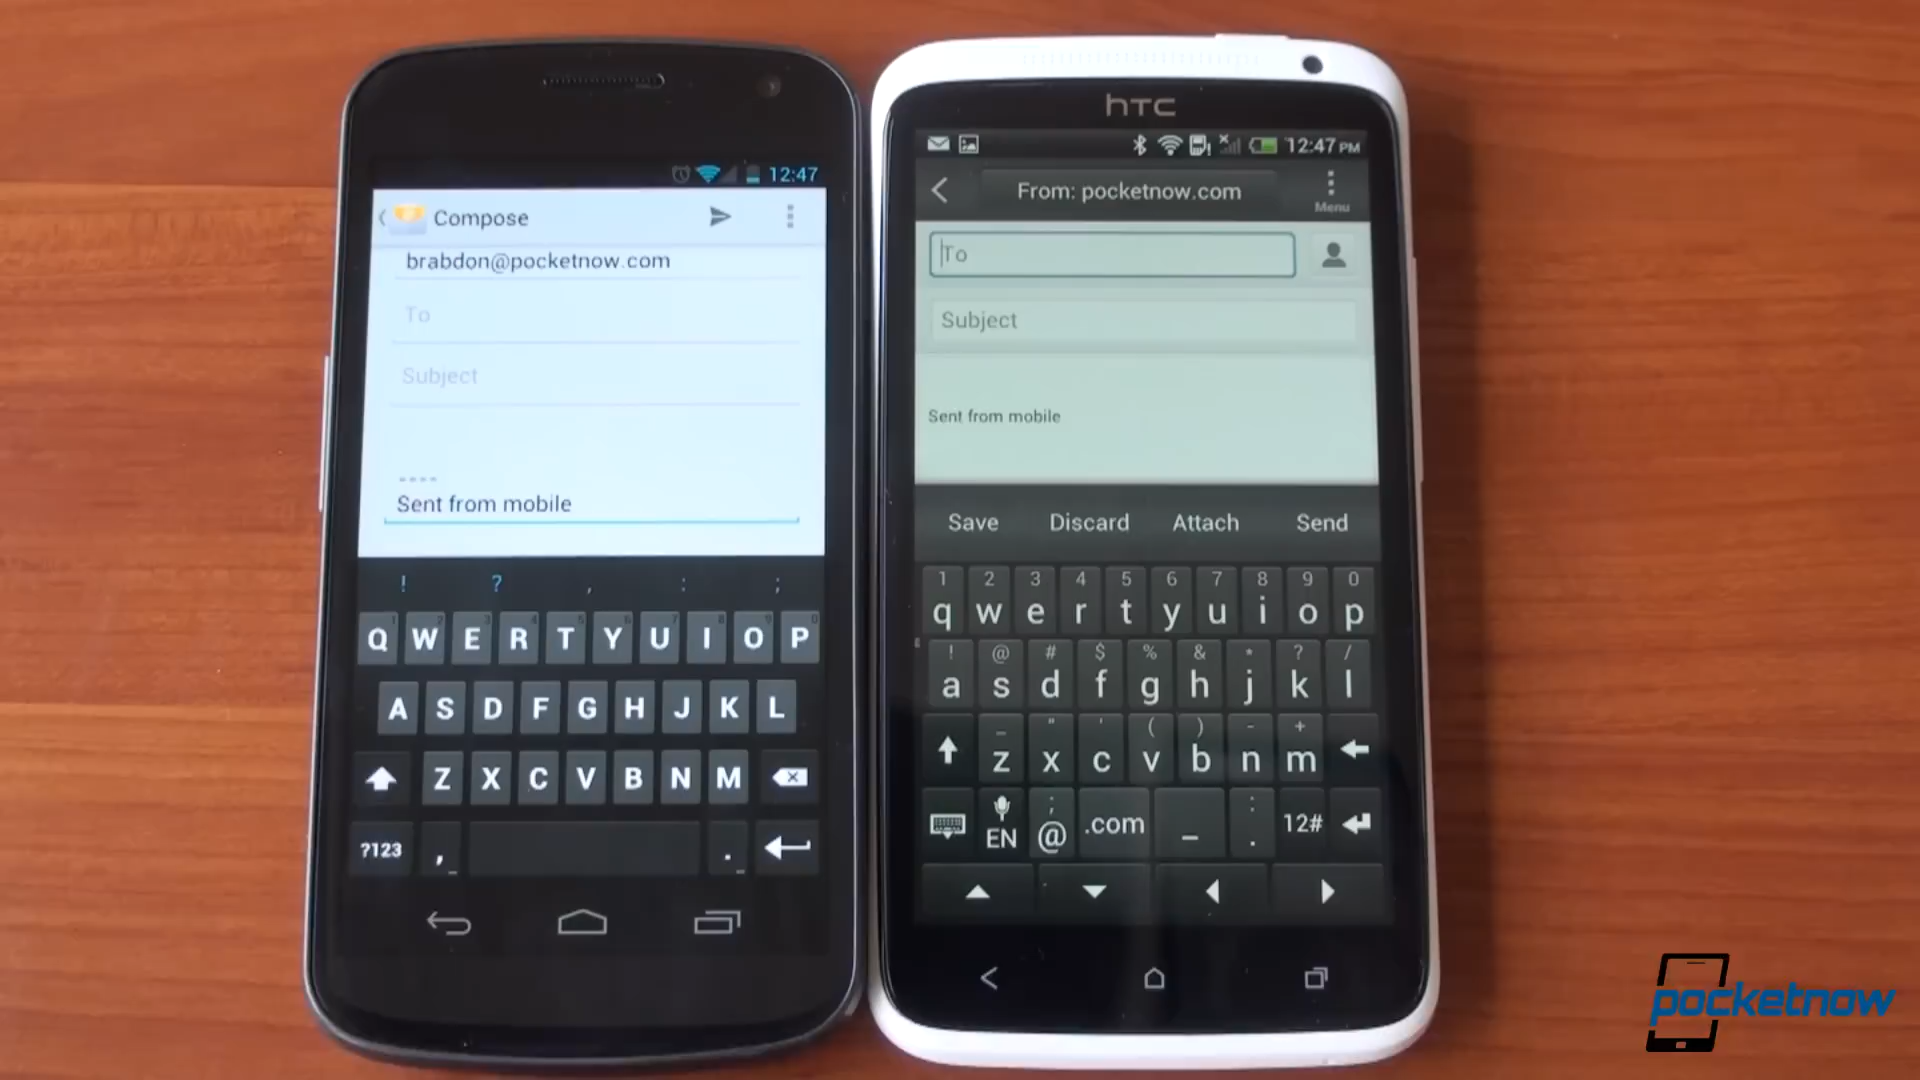 12:47
Compose
brabdon@pocketnow.com
To
Subject
----
Sent from mobile
! ? , : ;
Q W E R T Y U I O P
A S D F G H J K L
Z X C V B N M
?123 , .
hTC
12:47 PM
From: pocketnow.com
Menu
To
Subject
Sent from mobile
Save Discard Attach Send
1 2 3 4 5 6 7 8 9 0
q w e r t y u i o p
! @ # $ % & * ? /
a s d f g h j k l
_ " ' ( ) - +
z x c v b n m
; :
EN @ .com _ . 12#
pocketnow